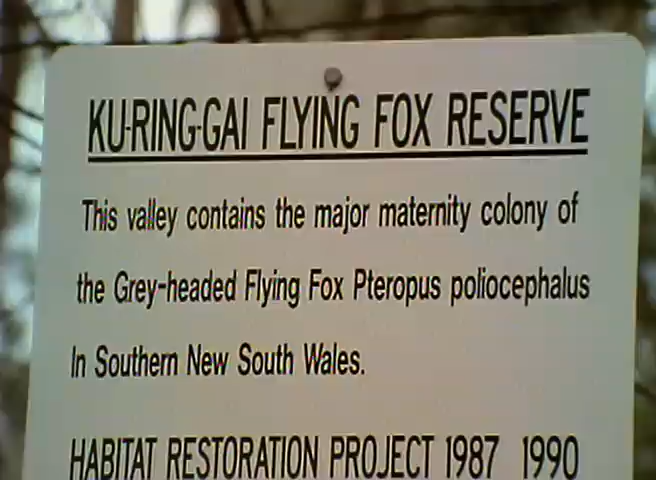 KU-RING-GAI FLYING FOX RESERVE
This valley contains the major maternity colony of
the Grey-headed Flying Fox Pteropus poliocephalus
In Southern New South Wales.
HABITAT RESTORATION PROJECT 1987 1990